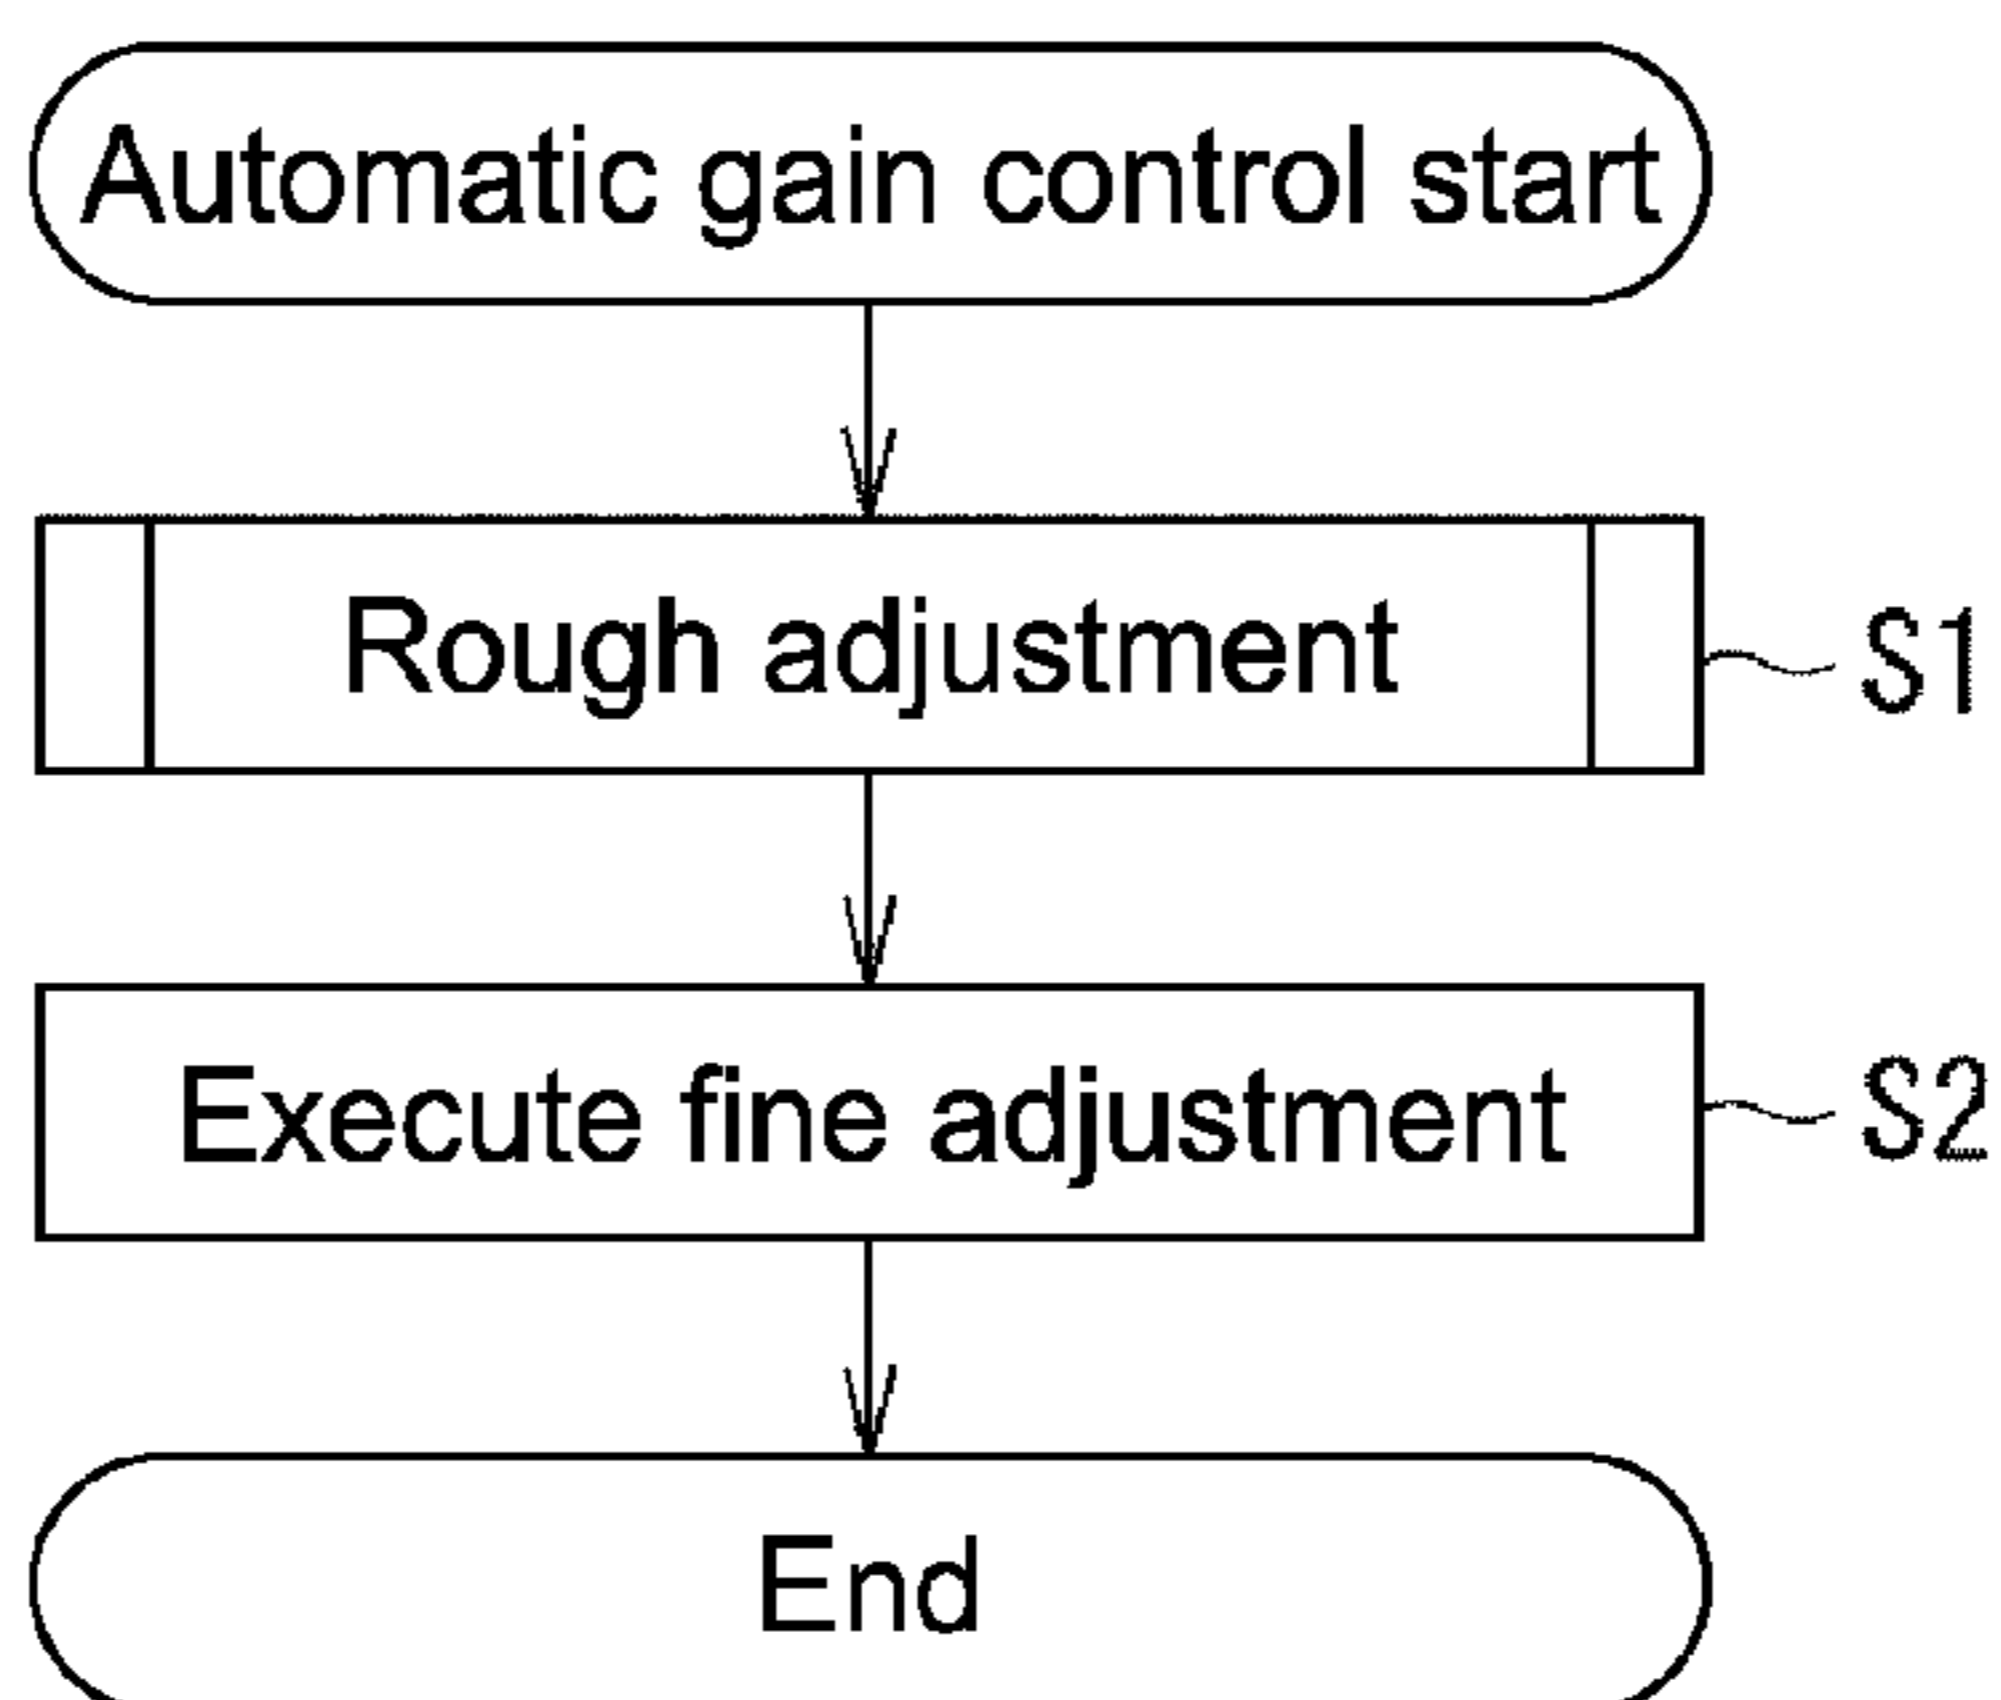 Automatic gain control start
Rough adjustment
S1
Execute fine adjustment
S2
End